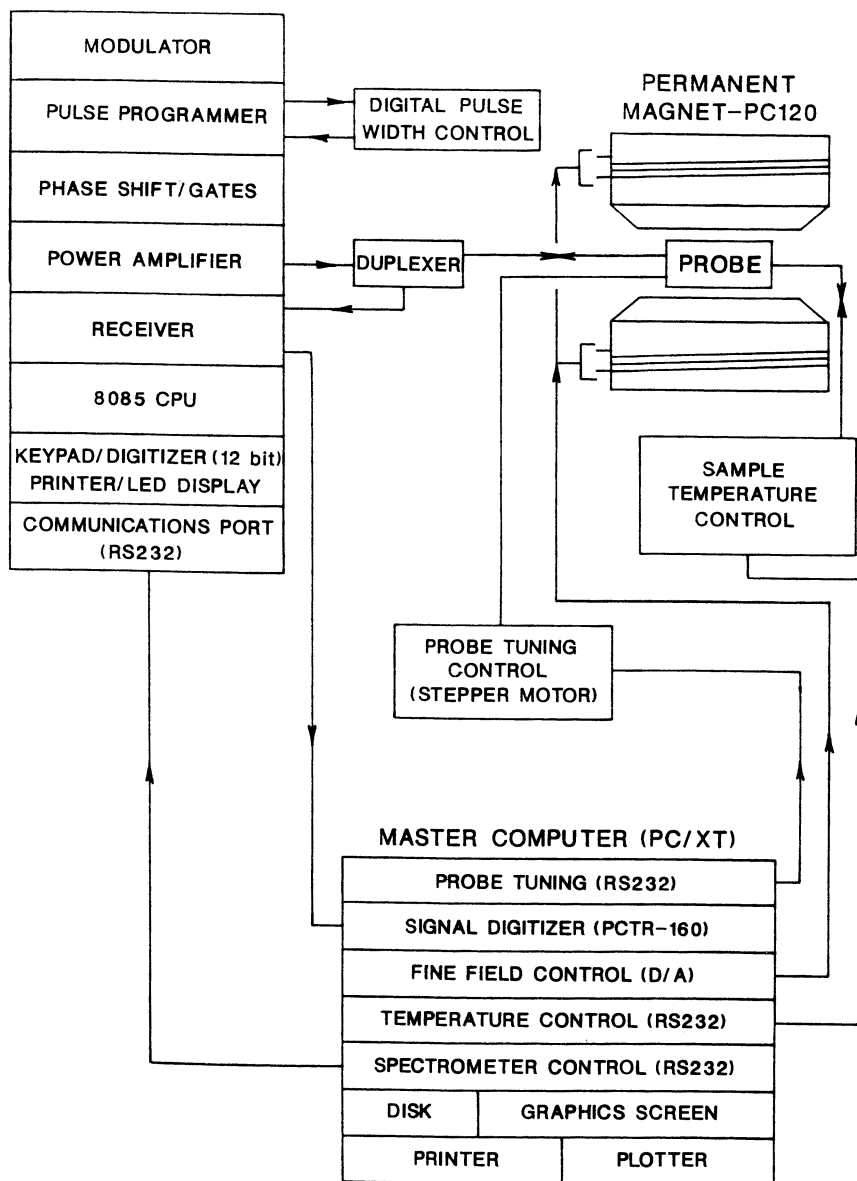 MODULATOR
PULSE PROGRAMMER
PHASE SHIFT/GATES
POWER AMPLIFIER
RECEIVER
8085 CPU
KEYPAD/DIGITIZER (12 bit)
PRINTER/LED DISPLAY
COMMUNICATIONS PORT
(RS232)
DIGITAL PULSE
WIDTH CONTROL
DUPLEXER
PERMANENT
MAGNET-PC120
PROBE
SAMPLE
TEMPERATURE
CONTROL
PROBE TUNING
CONTROL
(STEPPER MOTOR)
MASTER COMPUTER (PC/XT)
PROBE TUNING (RS232)
SIGNAL DIGITIZER (PCTR-160)
FINE FIELD CONTROL (D/A)
TEMPERATURE CONTROL (RS232)
SPECTROMETER CONTROL (RS232)
DISK
GRAPHICS SCREEN
PRINTER
PLOTTER